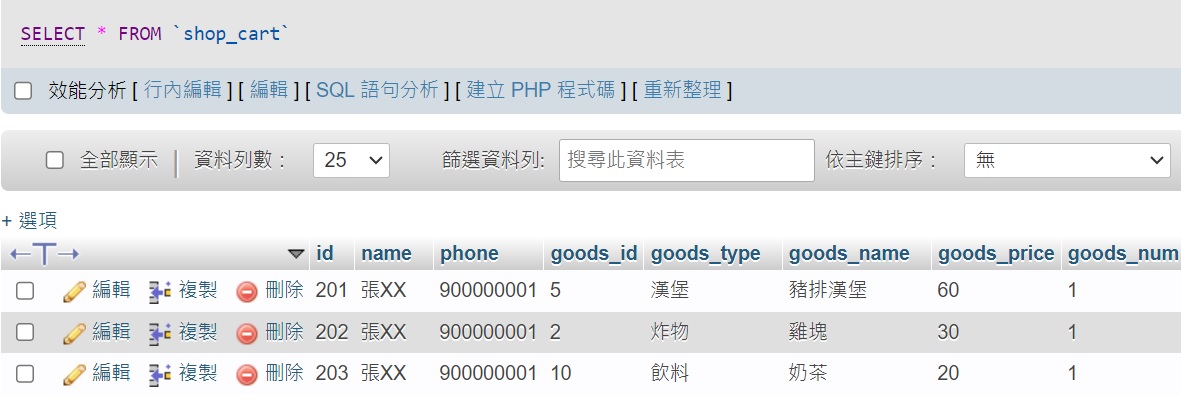 SELECT * FROM `shop_cart`
效能分析 [ 行內編輯 ] [ 編輯 ] [ SQL 語句分析 ] [ 建立 PHP 程式碼 ] [ 重新整理 ]
全部顯示 | 資料列數： 25 篩選資料列: 搜尋此資料表 依主鍵排序： 無
+ 選項
←T→ id name phone goods_id goods_type goods_name goods_price goods_num
編輯 複製 刪除 201 張XX 900000001 5 漢堡 豬排漢堡 60 1
編輯 複製 刪除 202 張XX 900000001 2 炸物 雞塊 30 1
編輯 複製 刪除 203 張XX 900000001 10 飲料 奶茶 20 1